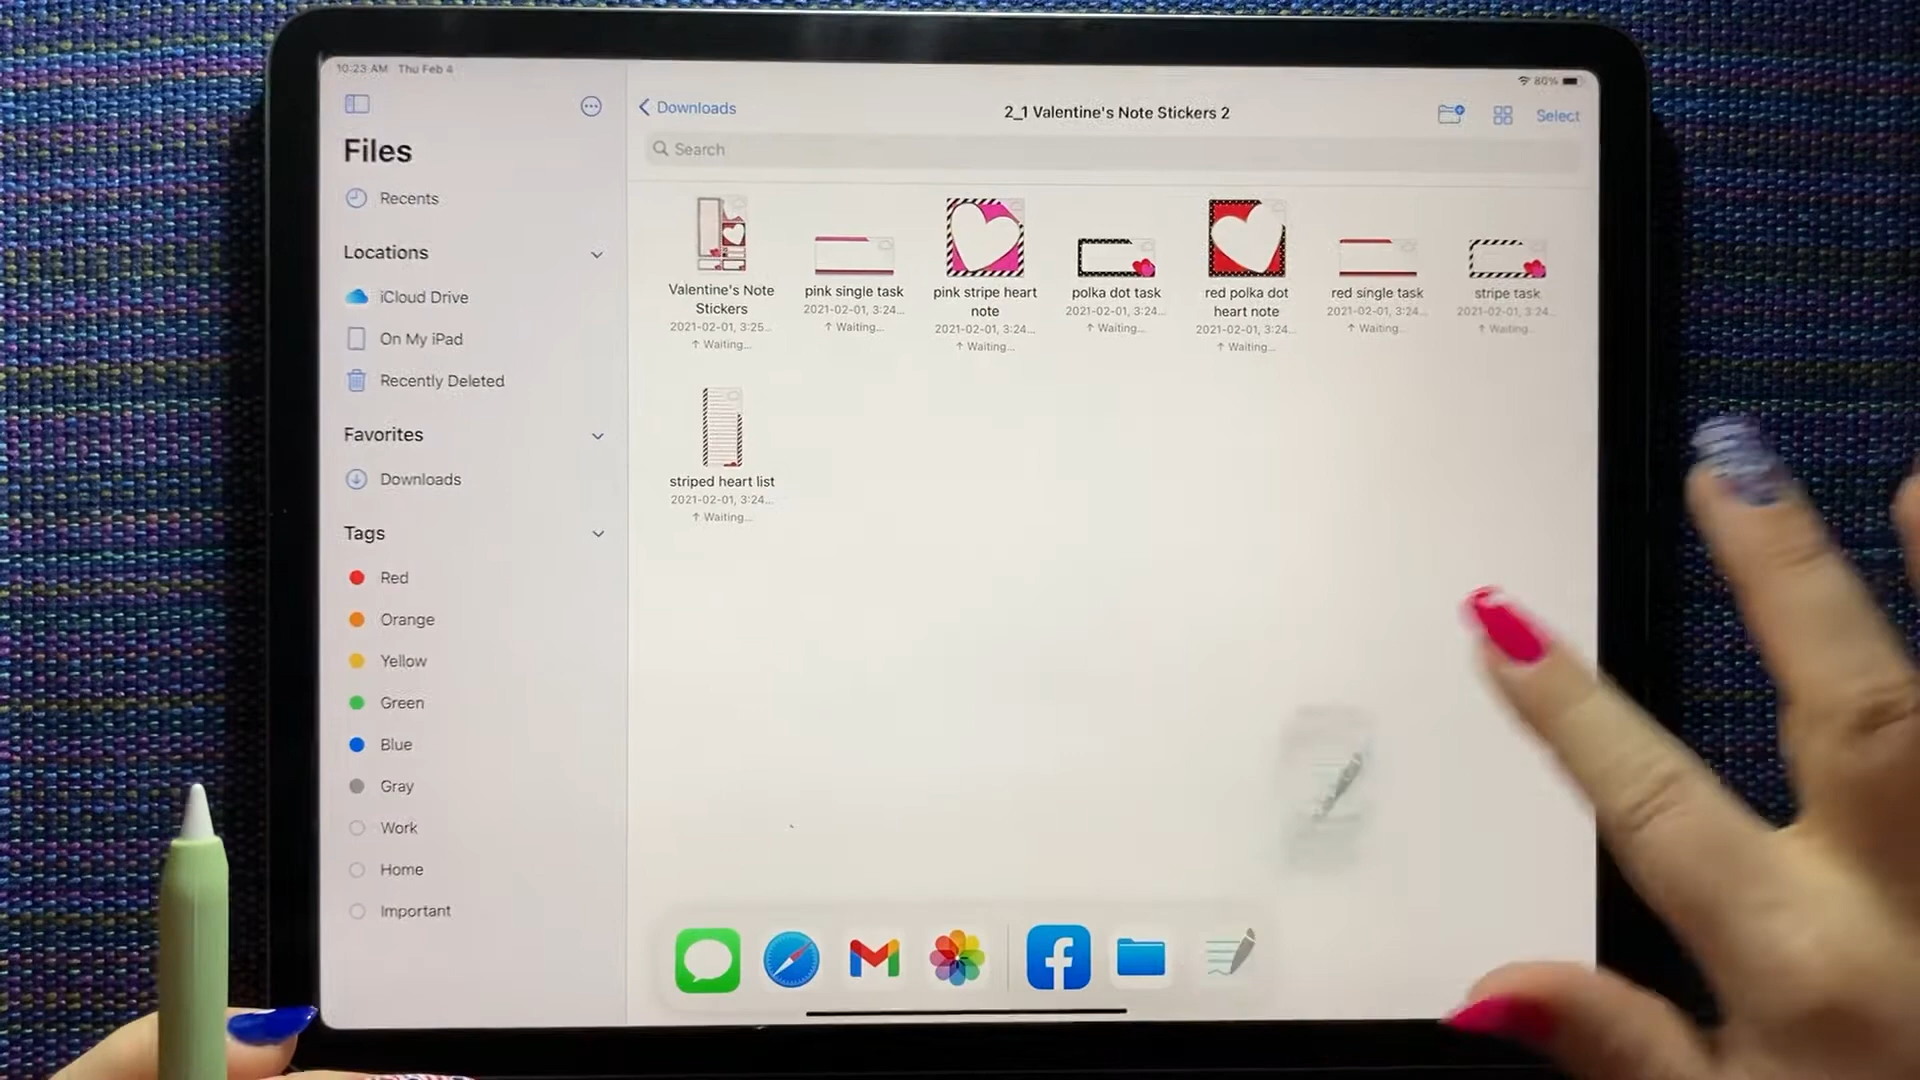 10:23 AM Thu Feb 4
86%
Files
Recents
Locations
iCloud Drive
On My iPad
Recently Deleted
Favorites
Downloads
Tags
Red
Orange
Yellow
Green
Blue
Gray
Work
Home
Important
Downloads
2_1 Valentine's Note Stickers 2
Select
Search
Valentine's Note
Stickers
2021-02-01, 3:25...
↑ Waiting...
pink single task
2021-02-01, 3:24...
↑ Waiting...
pink stripe heart
note
2021-02-01, 3:24...
↑ Waiting...
polka dot task
2021-02-01, 3:24...
↑ Waiting...
red polka dot
heart note
2021-02-01, 3:24...
↑ Waiting...
red single task
2021-02-01, 3:24...
↑ Waiting...
stripe task
2021-02-01, 3:24...
↑ Waiting...
striped heart list
2021-02-01, 3:24...
↑ Waiting...